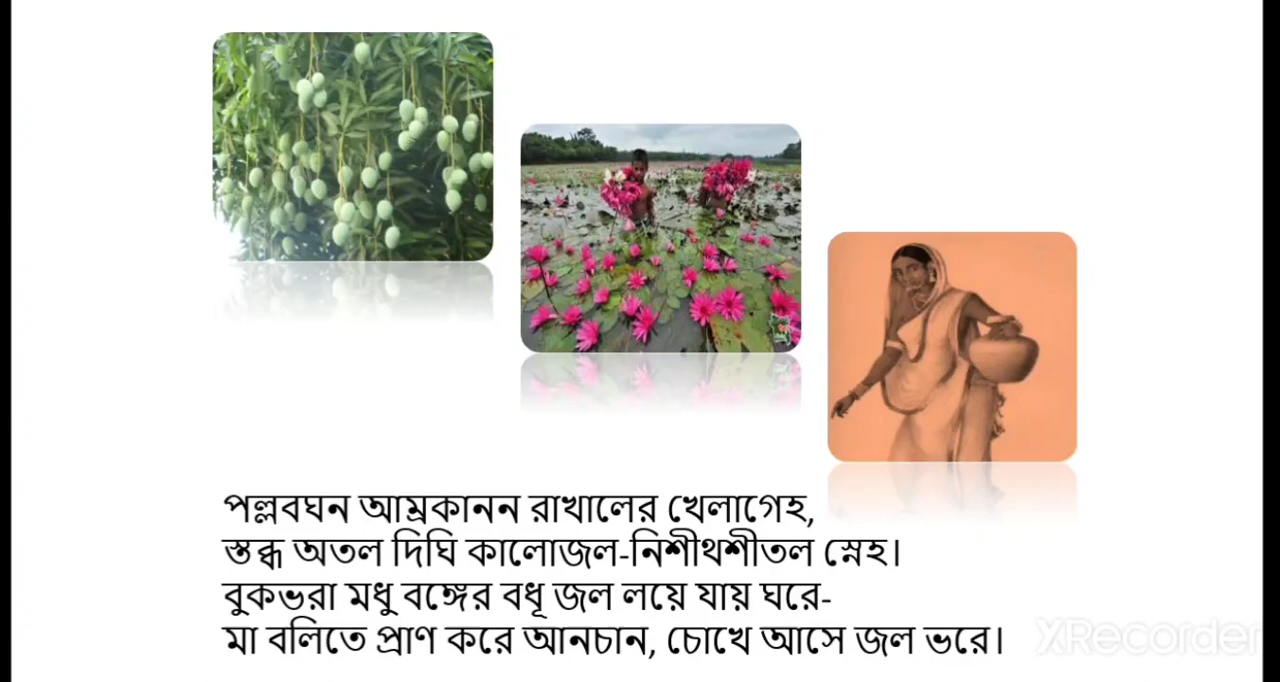 পল্লবঘন আম্রকানন রাখালের খেলাগেহ,
স্তব্ধ অতল দিঘি কালোজল-নিশীথশীতল স্নেহ।
বুকভরা মধু বঙ্গের বধূ জল লয়ে যায় ঘরে-
মা বলিতে প্রাণ করে আনচান, চোখে আসে জল ভরে।
XRecorder